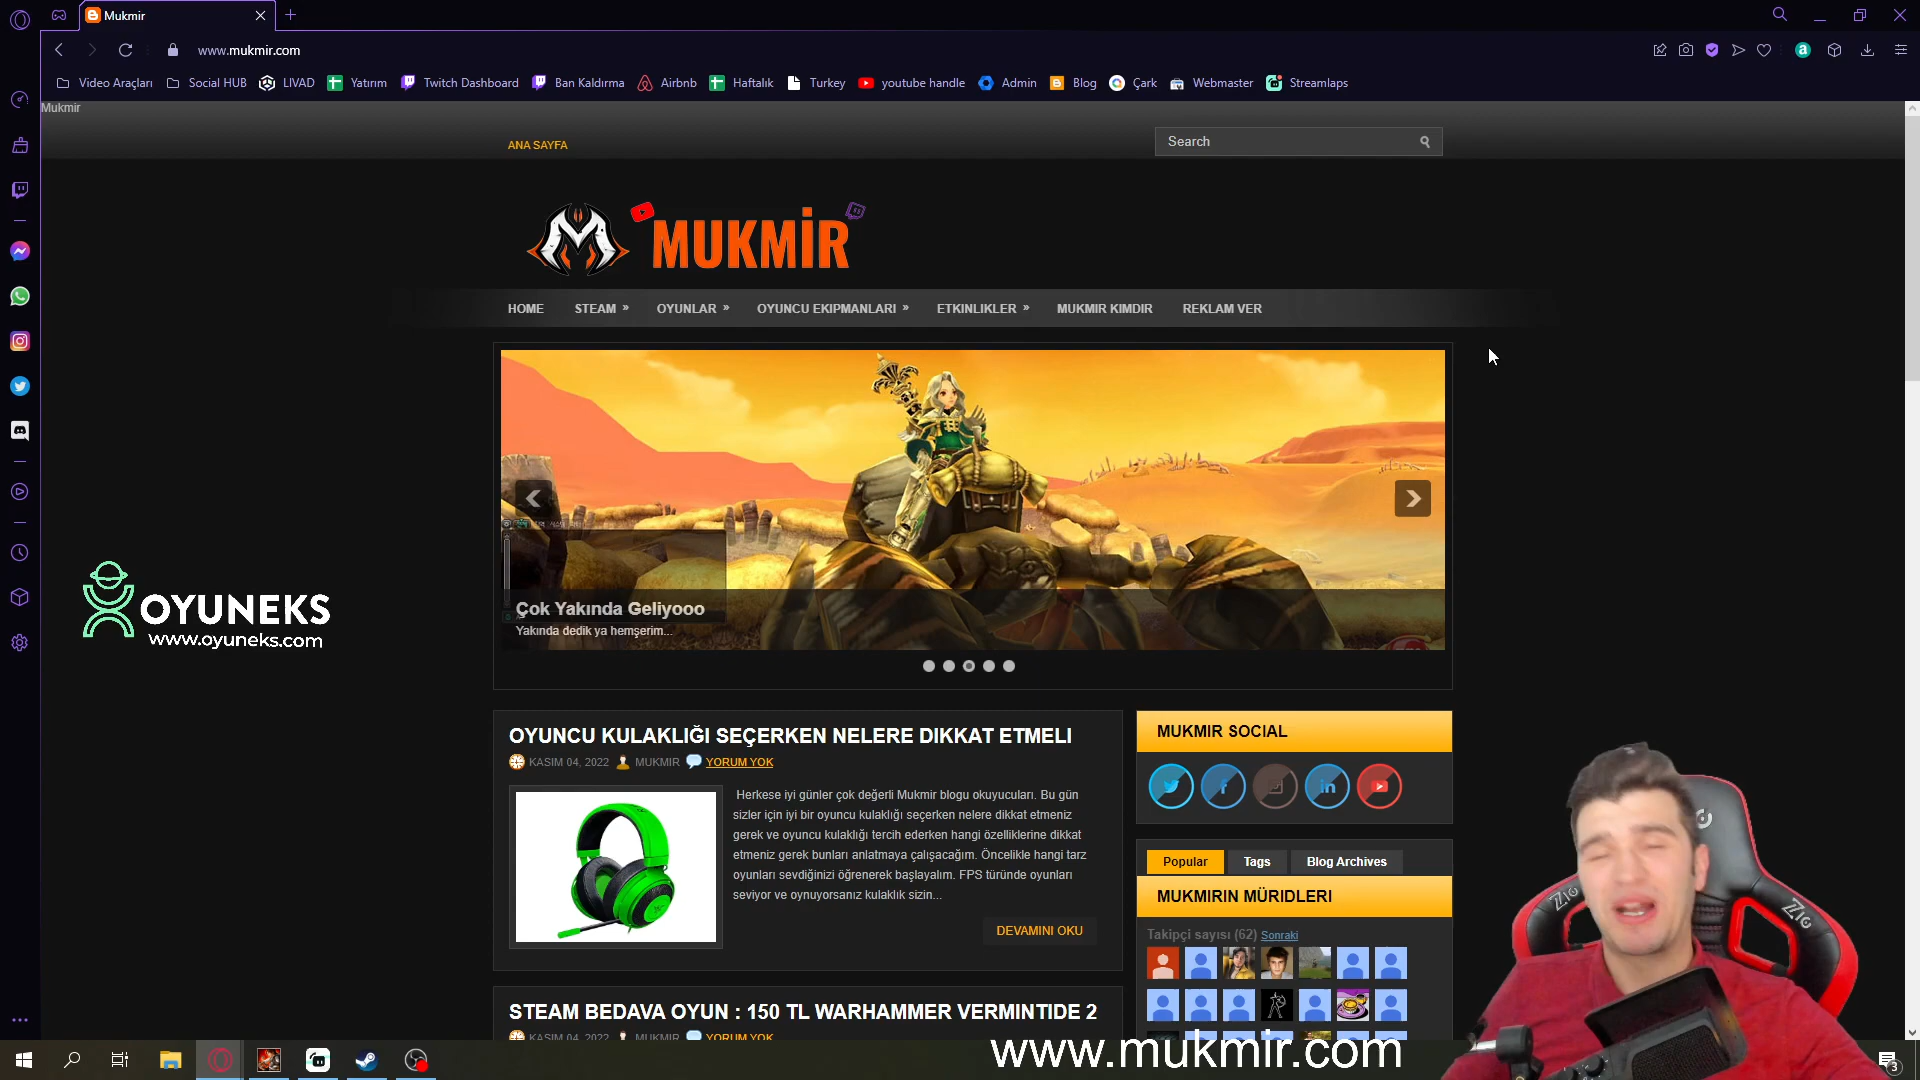 Mukmir
www.mukmir.com
Video Araçları
Social HUB
LIVAD
Yatırım
Twitch Dashboard
Ban Kaldırma
Airbnb
Haftalık
Turkey
youtube handle
Admin
Blog
Çark
Webmaster
Streamlaps
Mukmir
ANA SAYFA
Search
MUKMİR
HOME
STEAM »
OYUNLAR »
OYUNCU EKIPMANLARI »
ETKINLIKLER »
MUKMIR KIMDIR
REKLAM VER
Çok Yakında Geliyooo
Yakında dedik ya hemşerim...
OYUNEKS
www.oyuneks.com
OYUNCU KULAKLIĞI SEÇERKEN NELERE DIKKAT ETMELI
KASIM 04, 2022 MUKMIR YORUM YOK
Herkese iyi günler çok değerli Mukmir blogu okuyucuları. Bu gün
sizler için iyi bir oyuncu kulaklığı seçerken nelere dikkat etmeniz
gerek ve oyuncu kulaklığı tercih ederken hangi özelliklerine dikkat
etmeniz gerek bunları anlatmaya çalışacağım. Öncelikle hangi tarz
oyunları sevdiğinizi öğrenerek başlayalım. FPS türünde oyunları
seviyor ve oynuyorsanız kulaklık sizin...
DEVAMINI OKU
STEAM BEDAVA OYUN : 150 TL WARHAMMER VERMINTIDE 2
KASIM 04, 2022 MUKMIR YORUM YOK
MUKMIR SOCIAL
Popular
Tags
Blog Archives
MUKMIRIN MÜRIDLERI
Takipçi sayısı (62) Sonraki
www.mukmir.com
3